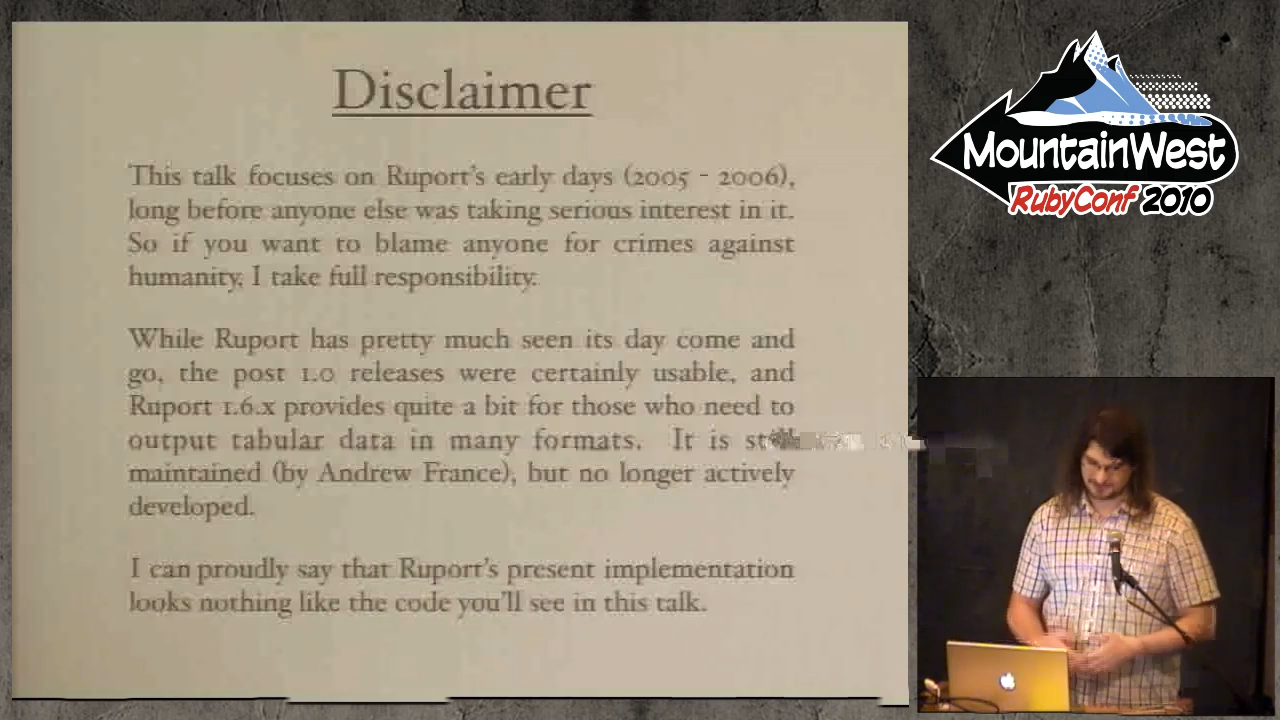 Disclaimer
This talk focuses on Ruport's early days (2005 - 2006),
long before anyone else was taking serious interest in it.
So if you want to blame anyone for crimes against
humanity, I take full responsibility.
While Ruport has pretty much seen its day come and
go, the post 1.0 releases were certainly usable, and
Ruport 1.6.x provides quite a bit for those who need to
output tabular data in many formats. It is still
maintained (by Andrew France), but no longer actively
developed.
I can proudly say that Ruport's present implementation
looks nothing like the code you'll see in this talk.
MountainWest
RubyConf 2010